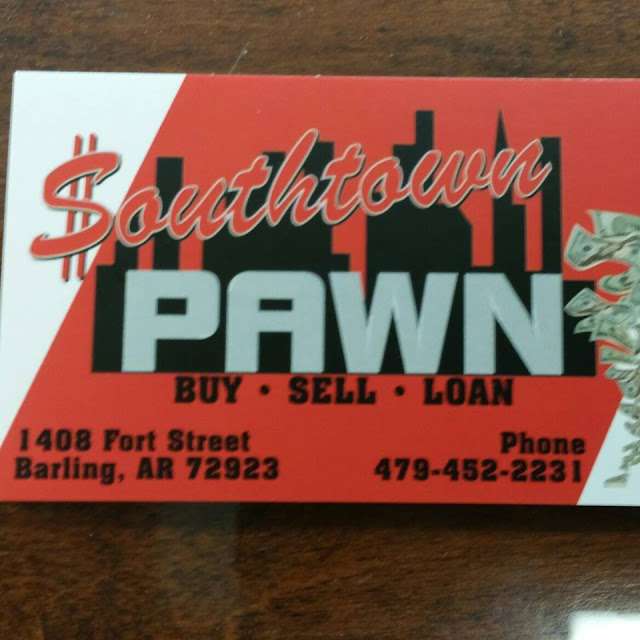 $outhtown
PAWN
BUY • SELL • LOAN
1408 Fort Street
Barling, AR 72923
Phone
479-452-2231